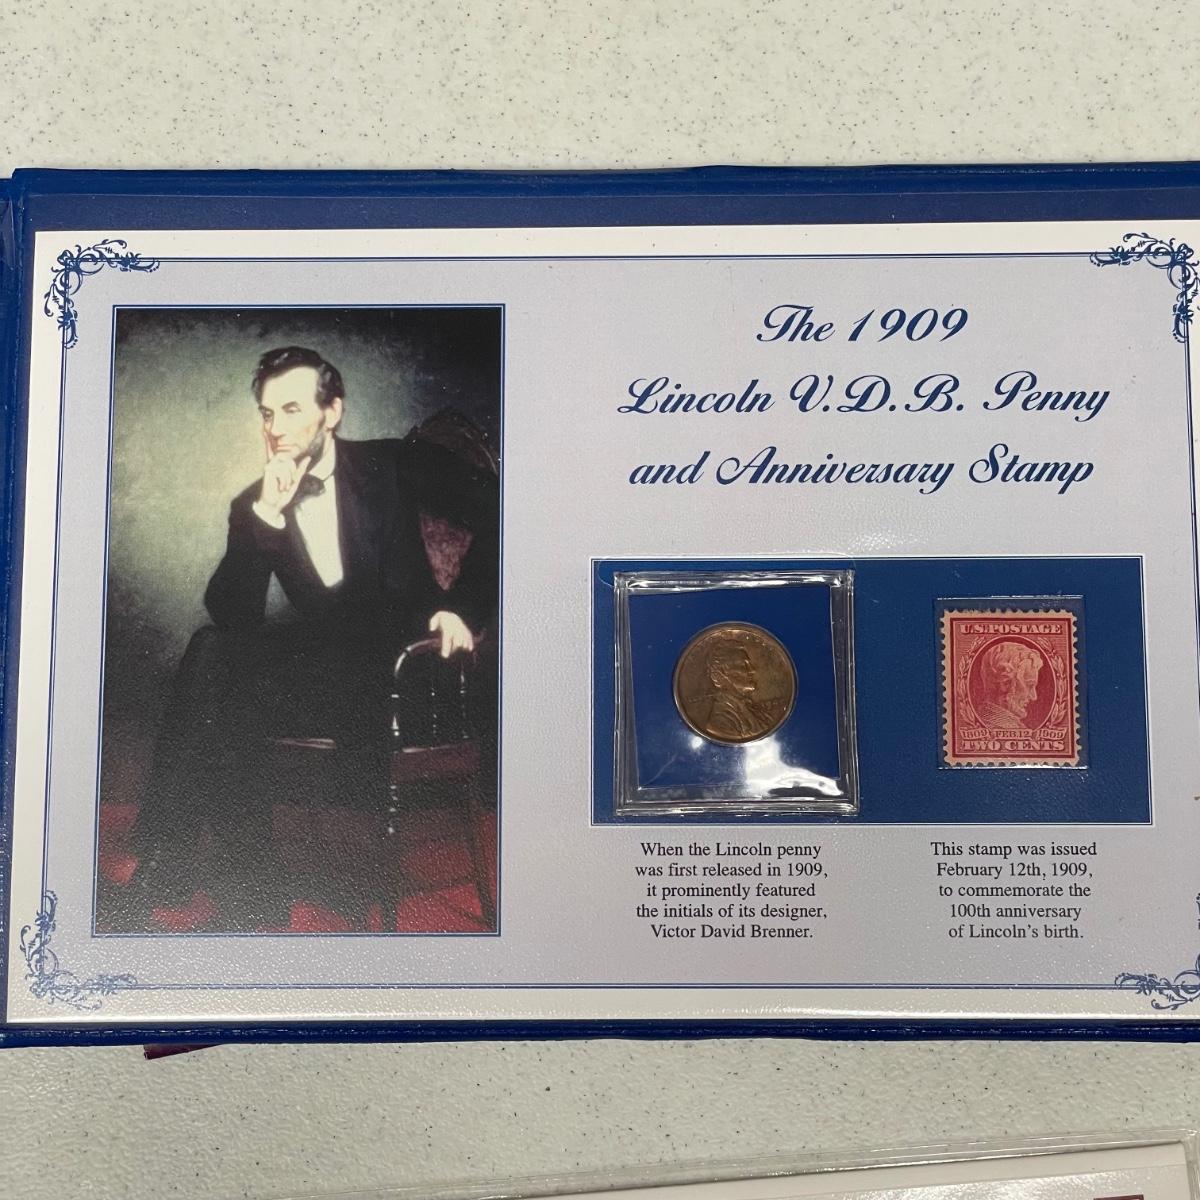 The 1909
Lincoln V.D.B. Penny
and Anniversary Stamp
U.S. POSTAGE
1809 FEB. 12 1909
TWO CENTS
When the Lincoln penny
was first released in 1909,
it prominently featured
the initials of its designer,
Victor David Brenner.
This stamp was issued
February 12th, 1909,
to commemorate the
100th anniversary
of Lincoln's birth.